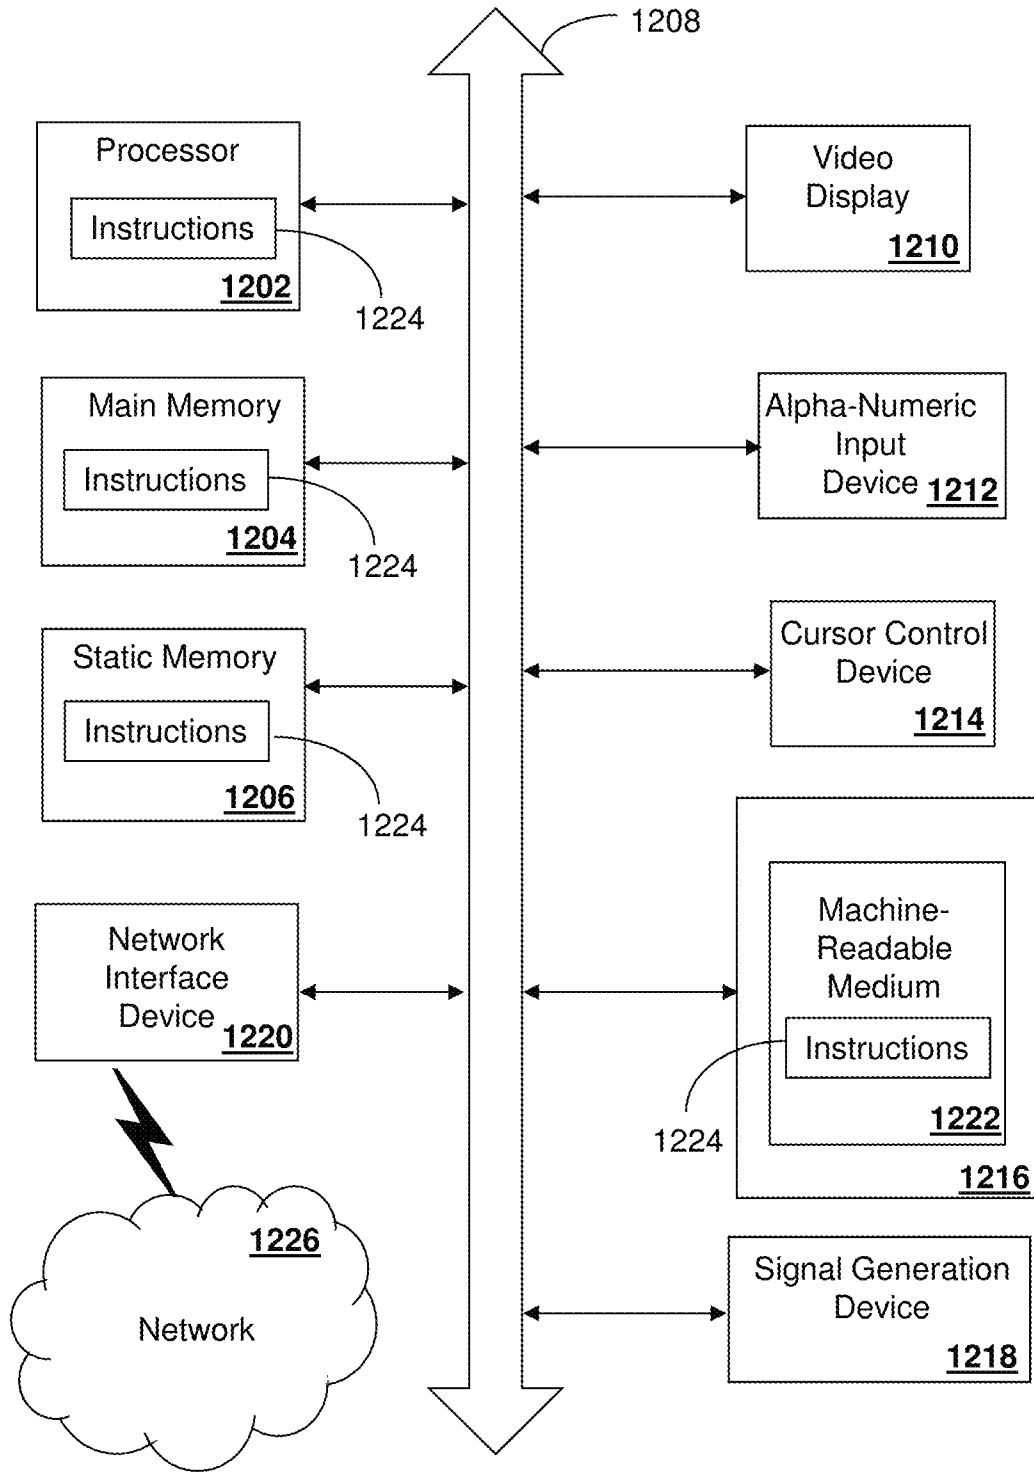 1208
Processor
Instructions
1202
1224
Main Memory
Instructions
1204
1224
Static Memory
Instructions
1206
1224
Network
Interface
Device
1220
1226
Network
Video
Display
1210
Alpha-Numeric
Input
Device
1212
Cursor Control
Device
1214
Machine-
Readable
Medium
Instructions
1224
1222
1216
Signal Generation
Device
1218